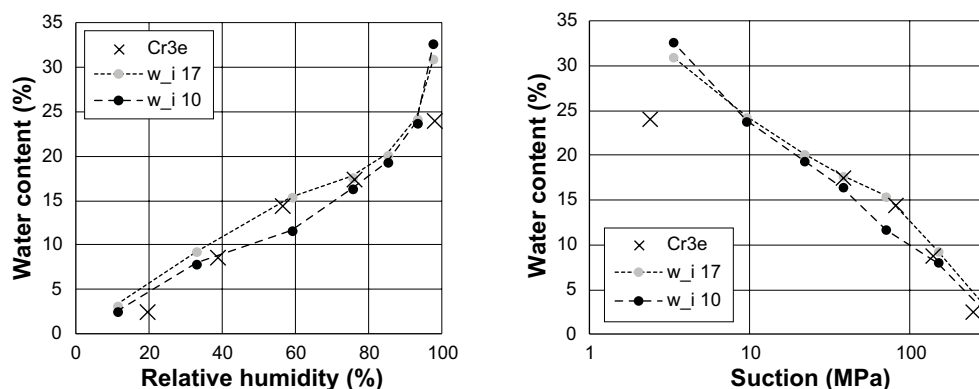 Water content (%)
35
30
25
20
15
10
5
0
Cr3e
w_i 17
w_i 10
0 20 40 60 80 100
Relative humidity (%)
Water content (%)
35
30
25
20
15
10
5
0
Cr3e
w_i 17
w_i 10
1 10 100
Suction (MPa)